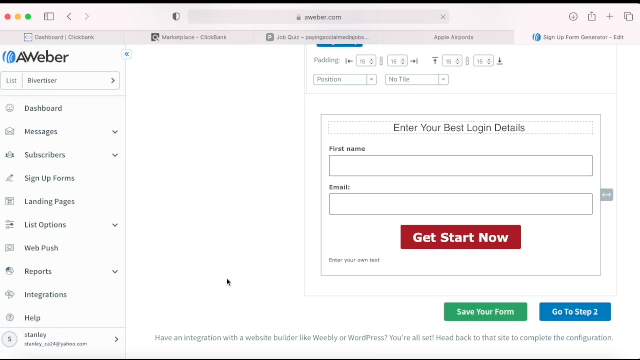 aweber.com
Dashboard | Clickbank
Marketplace – ClickBank
Job Quiz – payingsocialmediajobs...
Apple Airpords
Sign Up Form Generator – Edit
AWeber
«
List Bivertiser
Dashboard
Messages
Subscribers
Sign Up Forms
Landing Pages
List Options
Web Push
Reports
Integrations
Help
S
stanley
stanley_ca24@yahoo.com
Padding: 15 15 15 15
Position No Tile
Enter Your Best Login Details
First name
Email:
Get Start Now
Enter your own text
Save Your Form
Go To Step 2
Have an integration with a website builder like Weebly or WordPress? You're all set! Head back to that site to complete the configuration.